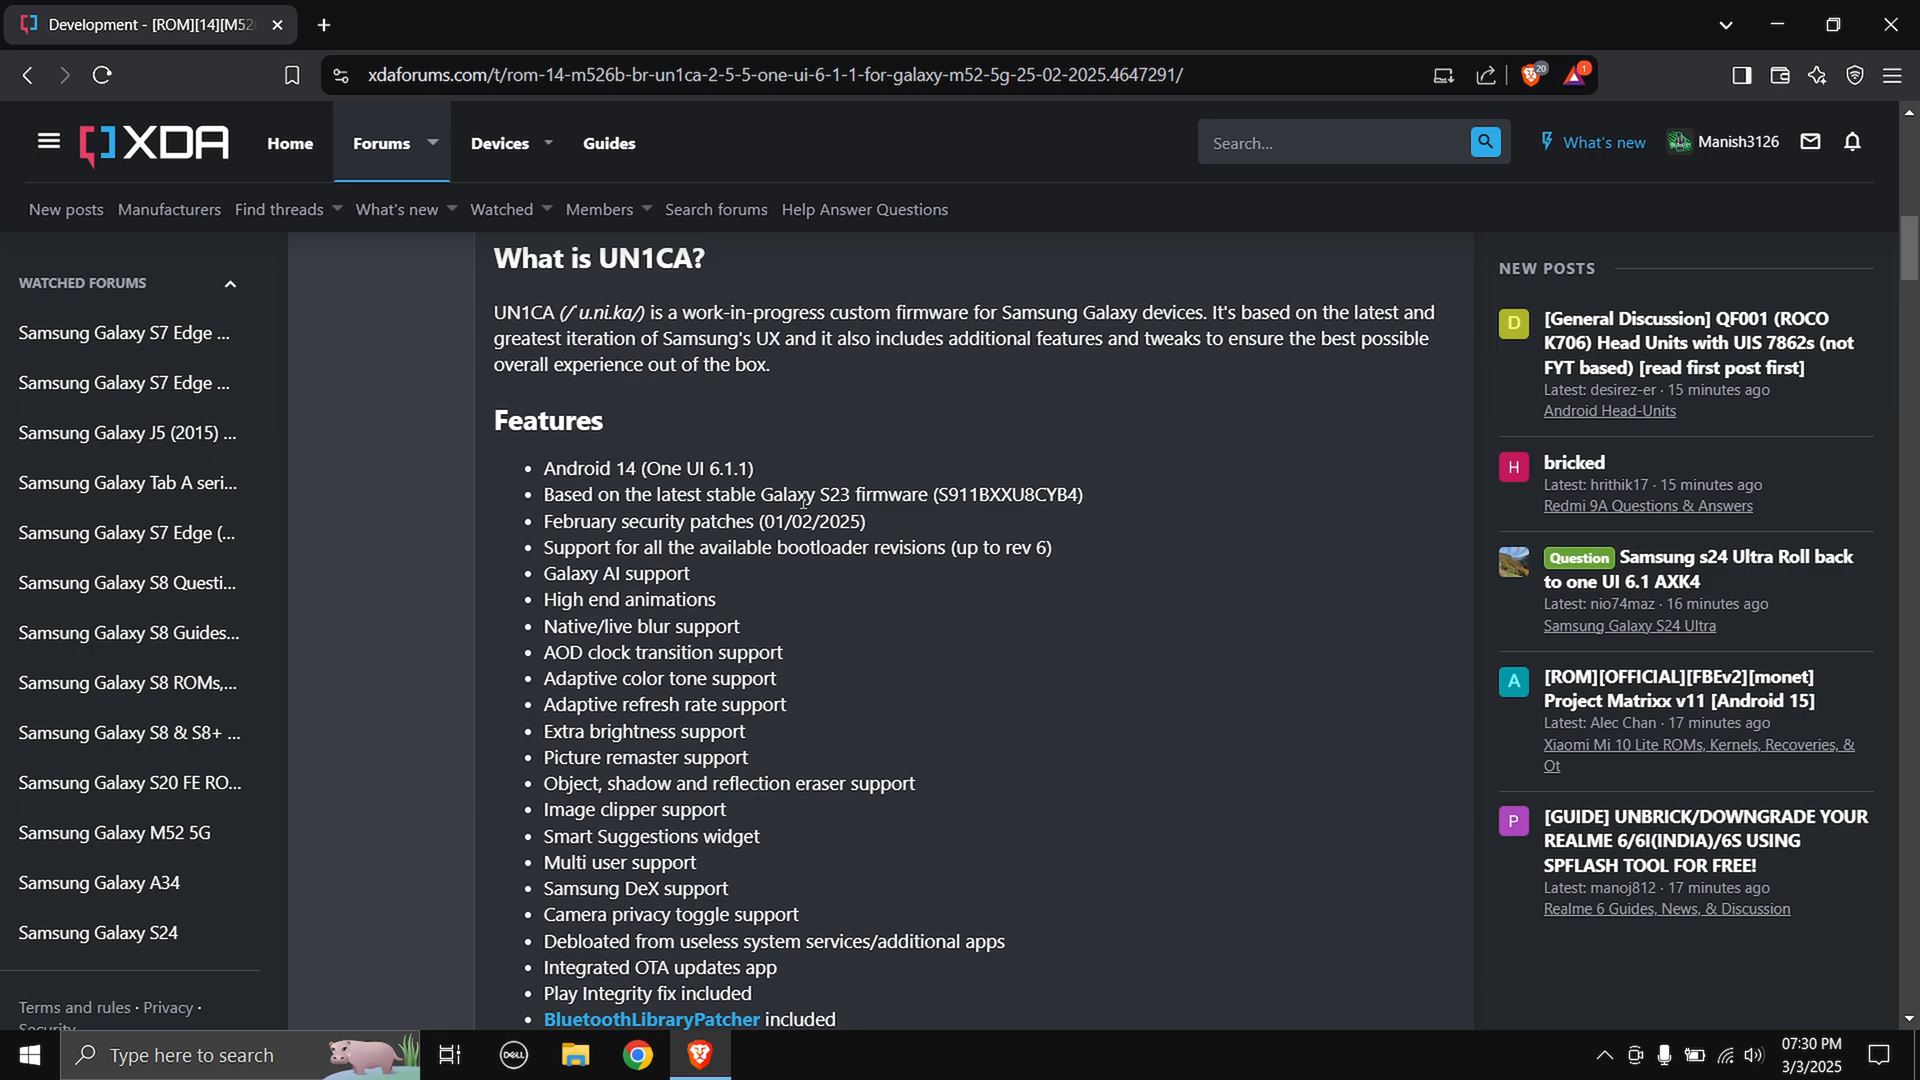 Development - [ROM][14][M52
xdaforums.com/t/rom-14-m526b-br-un1ca-2-5-5-one-ui-6-1-1-for-galaxy-m52-5g-25-02-2025.4647291/
20
1
XDA
Home
Forums
Devices
Guides
Search...
What's new
Manish3126
New posts
Manufacturers
Find threads
What's new
Watched
Members
Search forums
Help Answer Questions
WATCHED FORUMS
Samsung Galaxy S7 Edge ...
Samsung Galaxy S7 Edge ...
Samsung Galaxy J5 (2015) ...
Samsung Galaxy Tab A seri...
Samsung Galaxy S7 Edge (...
Samsung Galaxy S8 Questi...
Samsung Galaxy S8 Guides...
Samsung Galaxy S8 ROMs,...
Samsung Galaxy S8 & S8+ ...
Samsung Galaxy S20 FE RO...
Samsung Galaxy M52 5G
Samsung Galaxy A34
Samsung Galaxy S24
Terms and rules · Privacy ·
Security
What is UN1CA?
UN1CA (/ˈu.ni.ka/) is a work-in-progress custom firmware for Samsung Galaxy devices. It's based on the latest and
greatest iteration of Samsung's UX and it also includes additional features and tweaks to ensure the best possible
overall experience out of the box.
Features
• Android 14 (One UI 6.1.1)
• Based on the latest stable Galaxy S23 firmware (S911BXXU8CYB4)
• February security patches (01/02/2025)
• Support for all the available bootloader revisions (up to rev 6)
• Galaxy AI support
• High end animations
• Native/live blur support
• AOD clock transition support
• Adaptive color tone support
• Adaptive refresh rate support
• Extra brightness support
• Picture remaster support
• Object, shadow and reflection eraser support
• Image clipper support
• Smart Suggestions widget
• Multi user support
• Samsung DeX support
• Camera privacy toggle support
• Debloated from useless system services/additional apps
• Integrated OTA updates app
• Play Integrity fix included
• BluetoothLibraryPatcher included
NEW POSTS
D
[General Discussion] QF001 (ROCO
K706) Head Units with UIS 7862s (not
FYT based) [read first post first]
Latest: desirez-er · 15 minutes ago
Android Head-Units
H
bricked
Latest: hrithik17 · 15 minutes ago
Redmi 9A Questions & Answers
Question Samsung s24 Ultra Roll back
to one UI 6.1 AXK4
Latest: nio74maz · 16 minutes ago
Samsung Galaxy S24 Ultra
A
[ROM][OFFICIAL][FBEv2][monet]
Project Matrixx v11 [Android 15]
Latest: Alec Chan · 17 minutes ago
Xiaomi Mi 10 Lite ROMs, Kernels, Recoveries, &
Ot
P
[GUIDE] UNBRICK/DOWNGRADE YOUR
REALME 6/6I(INDIA)/6S USING
SPFLASH TOOL FOR FREE!
Latest: manoj812 · 17 minutes ago
Realme 6 Guides, News, & Discussion
Type here to search
DELL
07:30 PM
3/3/2025